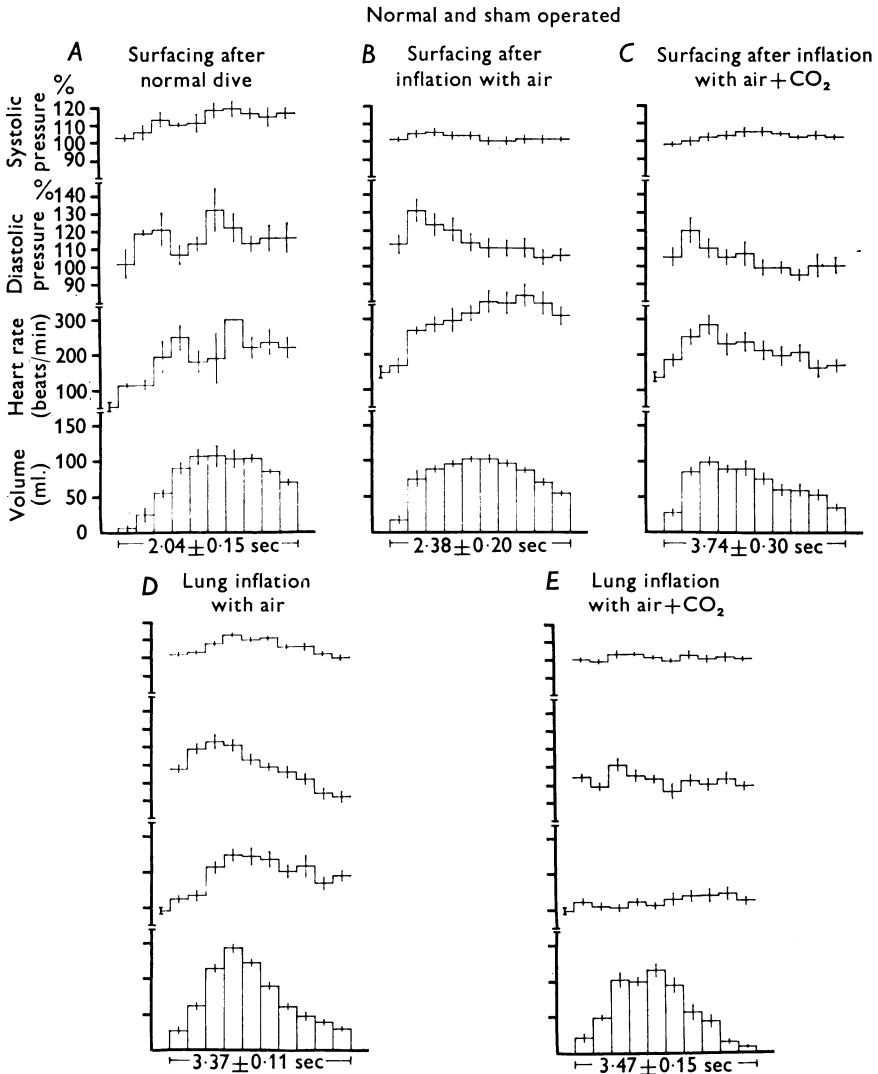 Normal and sham operated
A Surfacing after
normal dive
B Surfacing after
inflation with air
C Surfacing after inflation
with air+CO₂
Systolic
pressure
%
120
110
100
90
Diastolic
pressure
%
140
130
120
110
100
90
Heart rate
(beats/min)
300
200
100
Volume
(ml.)
150
100
50
0
2·04±0·15 sec
2·38±0·20 sec
3·74±0·30 sec
D Lung inflation
with air
E Lung inflation
with air+CO₂
3·37±0·11 sec
3·47±0·15 sec